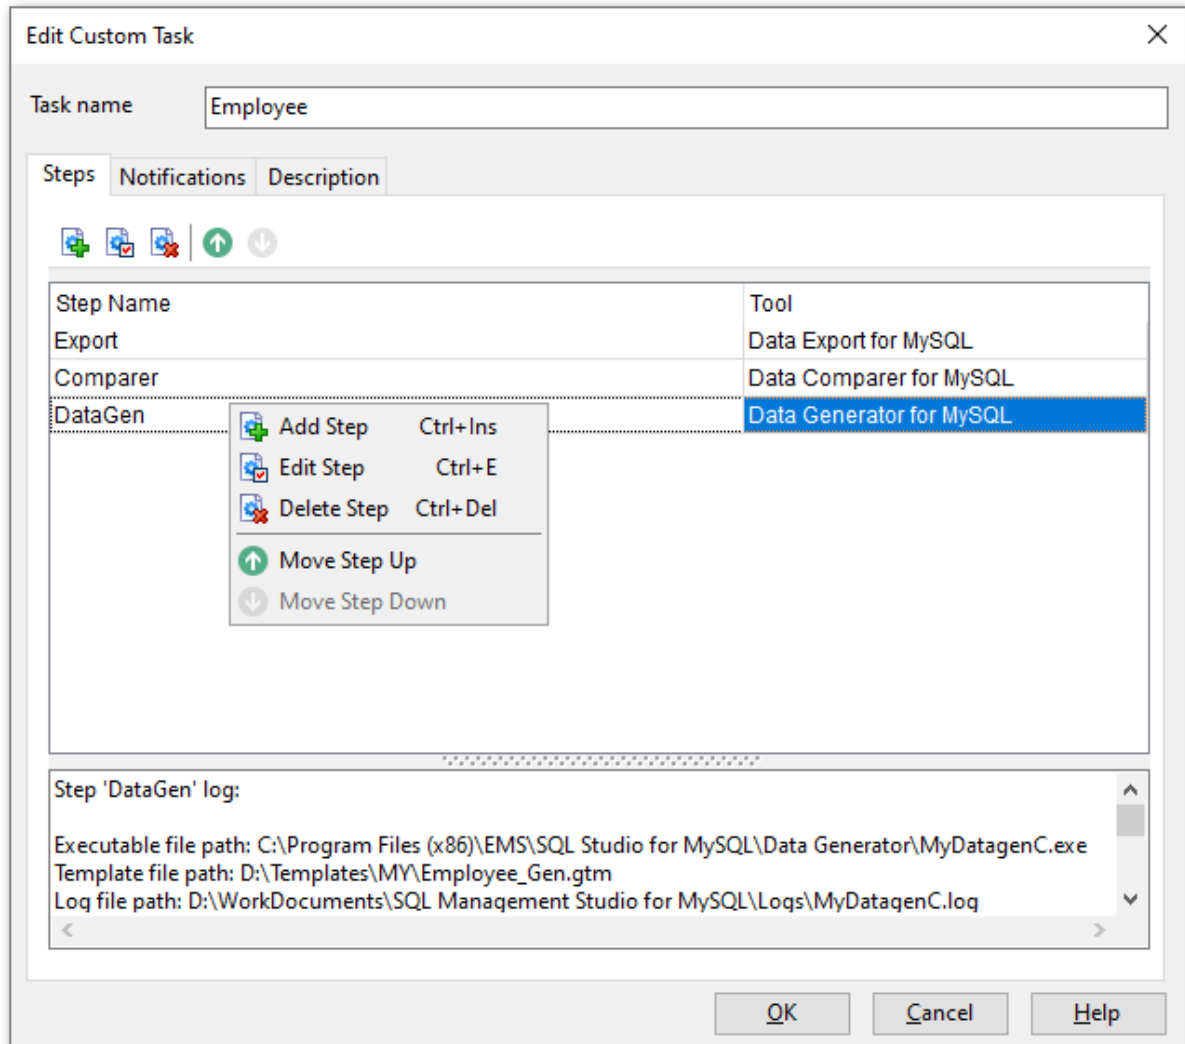 Edit Custom Task
Task name Employee
Steps Notifications Description
Step Name Tool
Export Data Export for MySQL
Comparer Data Comparer for MySQL
DataGen Data Generator for MySQL
Add Step Ctrl+Ins
Edit Step Ctrl+E
Delete Step Ctrl+Del
Move Step Up
Move Step Down
Step 'DataGen' log:
Executable file path: C:\Program Files (x86)\EMS\SQL Studio for MySQL\Data Generator\MyDatagenC.exe
Template file path: D:\Templates\MY\Employee_Gen.gtm
Log file path: D:\WorkDocuments\SQL Management Studio for MySQL\Logs\MyDatagenC.log
OK Cancel Help